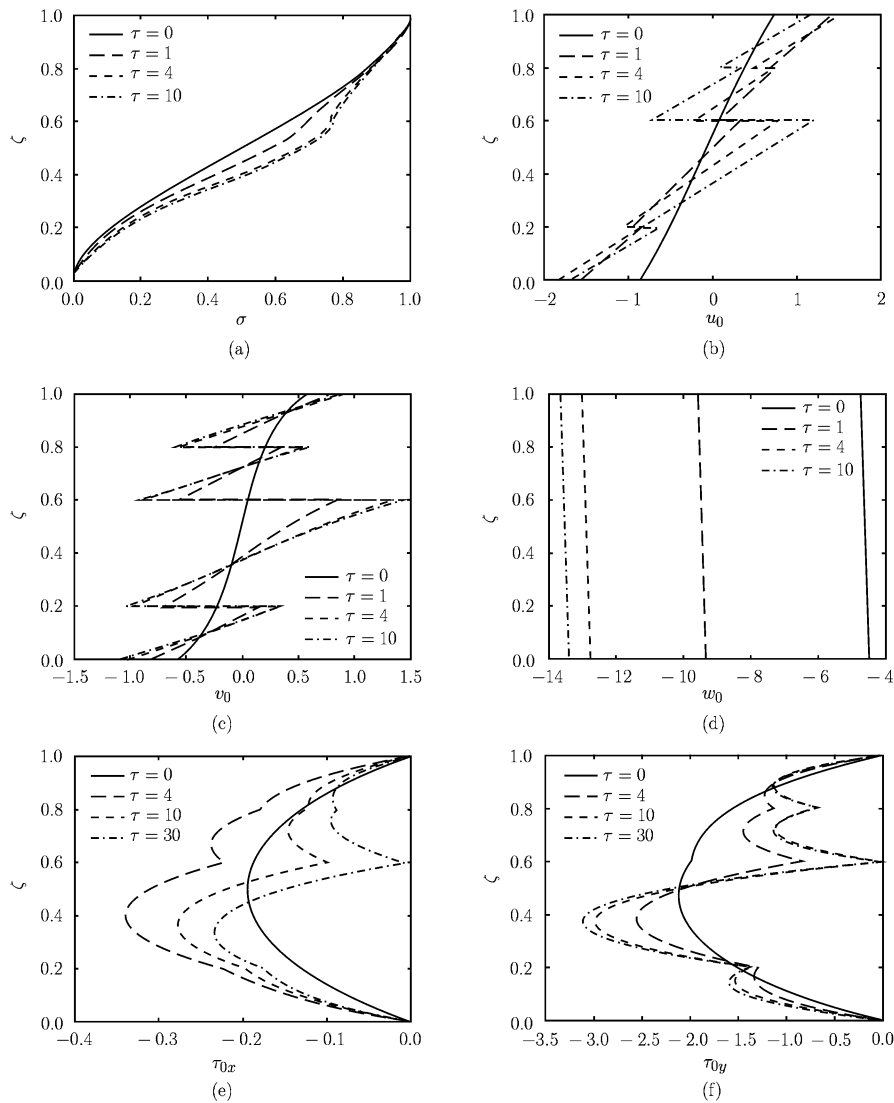 1.0
0.8
0.6
0.4
0.2
0.0
ζ
τ = 0
τ = 1
τ = 4
τ = 10
0.0 0.2 0.4 0.6 0.8 1.0
σ
(a)
1.0
0.8
0.6
0.4
0.2
0.0
ζ
τ = 0
τ = 1
τ = 4
τ = 10
−2 −1 0 1 2
u0
(b)
1.0
0.8
0.6
0.4
0.2
0.0
ζ
τ = 0
τ = 1
τ = 4
τ = 10
−1.5 −1.0 −0.5 0.0 0.5 1.0 1.5
v0
(c)
1.0
0.8
0.6
0.4
0.2
0.0
ζ
τ = 0
τ = 1
τ = 4
τ = 10
−14 −12 −10 −8 −6 −4
w0
(d)
1.0
0.8
0.6
0.4
0.2
0.0
ζ
τ = 0
τ = 4
τ = 10
τ = 30
−0.4 −0.3 −0.2 −0.1 0.0
τ0x
(e)
1.0
0.8
0.6
0.4
0.2
0.0
ζ
τ = 0
τ = 4
τ = 10
τ = 30
−3.5 −3.0 −2.5 −2.0 −1.5 −1.0 −0.5 0.0
τ0y
(f)